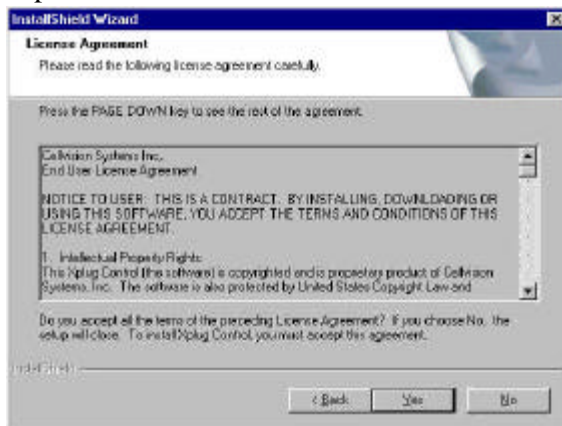 InstallShield Wizard
License Agreement
Please read the following license agreement carefully.
Press the PAGE DOWN key to see the rest of the agreement.
Cellvision Systems Inc,
End User License Agreement
NOTICE TO USER: THIS IS A CONTRACT. BY INSTALLING, DOWNLOADING OR
USING THIS SOFTWARE, YOU ACCEPT THE TERMS AND CONDITIONS OF THIS
LICENSE AGREEMENT.
1. Intellectual Property Rights
This Xplug Control (the software) is copyrighted and is proprietary product of Cellvision
Systems, Inc. The software is also protected by United States Copyright Law and
Do you accept all the terms of the preceding License Agreement? If you choose No, the
setup will close. To install Xplug Control, you must accept this agreement.
InstallShield
< Back Yes No